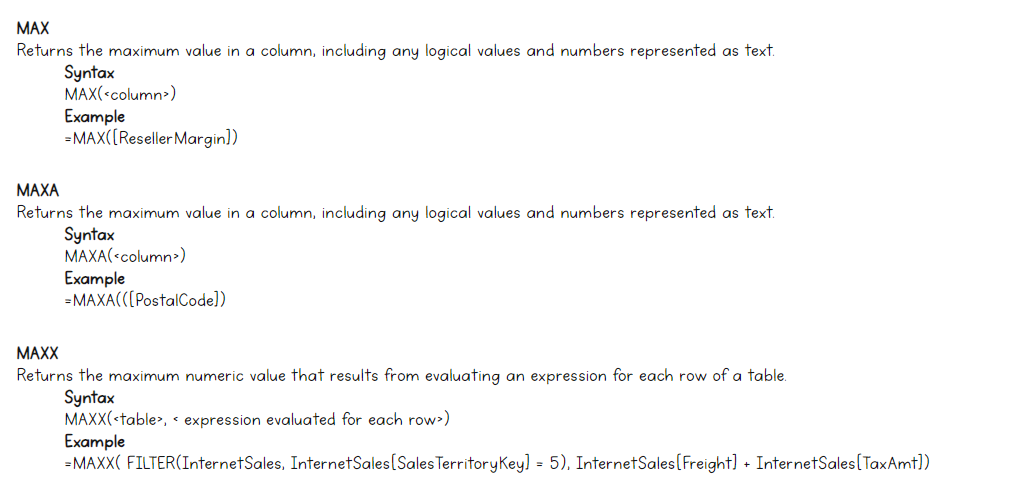 MAX
Returns the maximum value in a column, including any logical values and numbers represented as text.
Syntax
MAX(<column>)
Example
=MAX([ResellerMargin])
MAXA
Returns the maximum value in a column, including any logical values and numbers represented as text.
Syntax
MAXA(<column>)
Example
=MAXA(([PostalCode])
MAXX
Returns the maximum numeric value that results from evaluating an expression for each row of a table.
Syntax
MAXX(<table>, < expression evaluated for each row>)
Example
=MAXX( FILTER(InternetSales, InternetSales[SalesTerritoryKey] = 5), InternetSales[Freight] + InternetSales[TaxAmt])